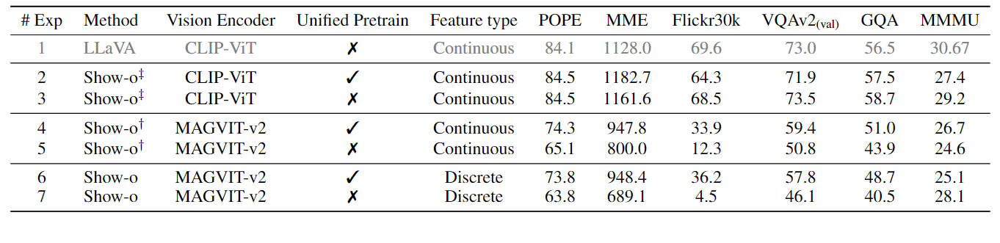 # Exp Method Vision Encoder Unified Pretrain Feature type POPE MME Flickr30k VQAv2(val) GQA MMMU
1 LLaVA CLIP-ViT ✗ Continuous 84.1 1128.0 69.6 73.0 56.5 30.67
2 Show-o‡ CLIP-ViT ✓ Continuous 84.5 1182.7 64.3 71.9 57.5 27.4
3 Show-o‡ CLIP-ViT ✗ Continuous 84.5 1161.6 68.5 73.5 58.7 29.2
4 Show-o† MAGVIT-v2 ✓ Continuous 74.3 947.8 33.9 59.4 51.0 26.7
5 Show-o† MAGVIT-v2 ✗ Continuous 65.1 800.0 12.3 50.8 43.9 24.6
6 Show-o MAGVIT-v2 ✓ Discrete 73.8 948.4 36.2 57.8 48.7 25.1
7 Show-o MAGVIT-v2 ✗ Discrete 63.8 689.1 4.5 46.1 40.5 28.1